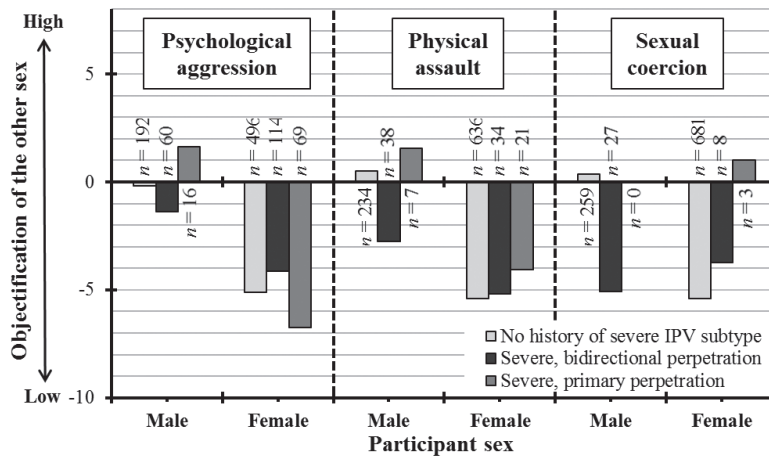 High
Objectification of the other sex
Low
5
0
-5
-10
Psychological
aggression
Physical
assault
Sexual
coercion
n = 192
n = 60
n = 16
n = 496
n = 114
n = 69
n = 234
n = 38
n = 7
n = 636
n = 34
n = 21
n = 259
n = 27
n = 0
n = 681
n = 8
n = 3
No history of severe IPV subtype
Severe, bidirectional perpetration
Severe, primary perpetration
Male Female Male Female Male Female
Participant sex